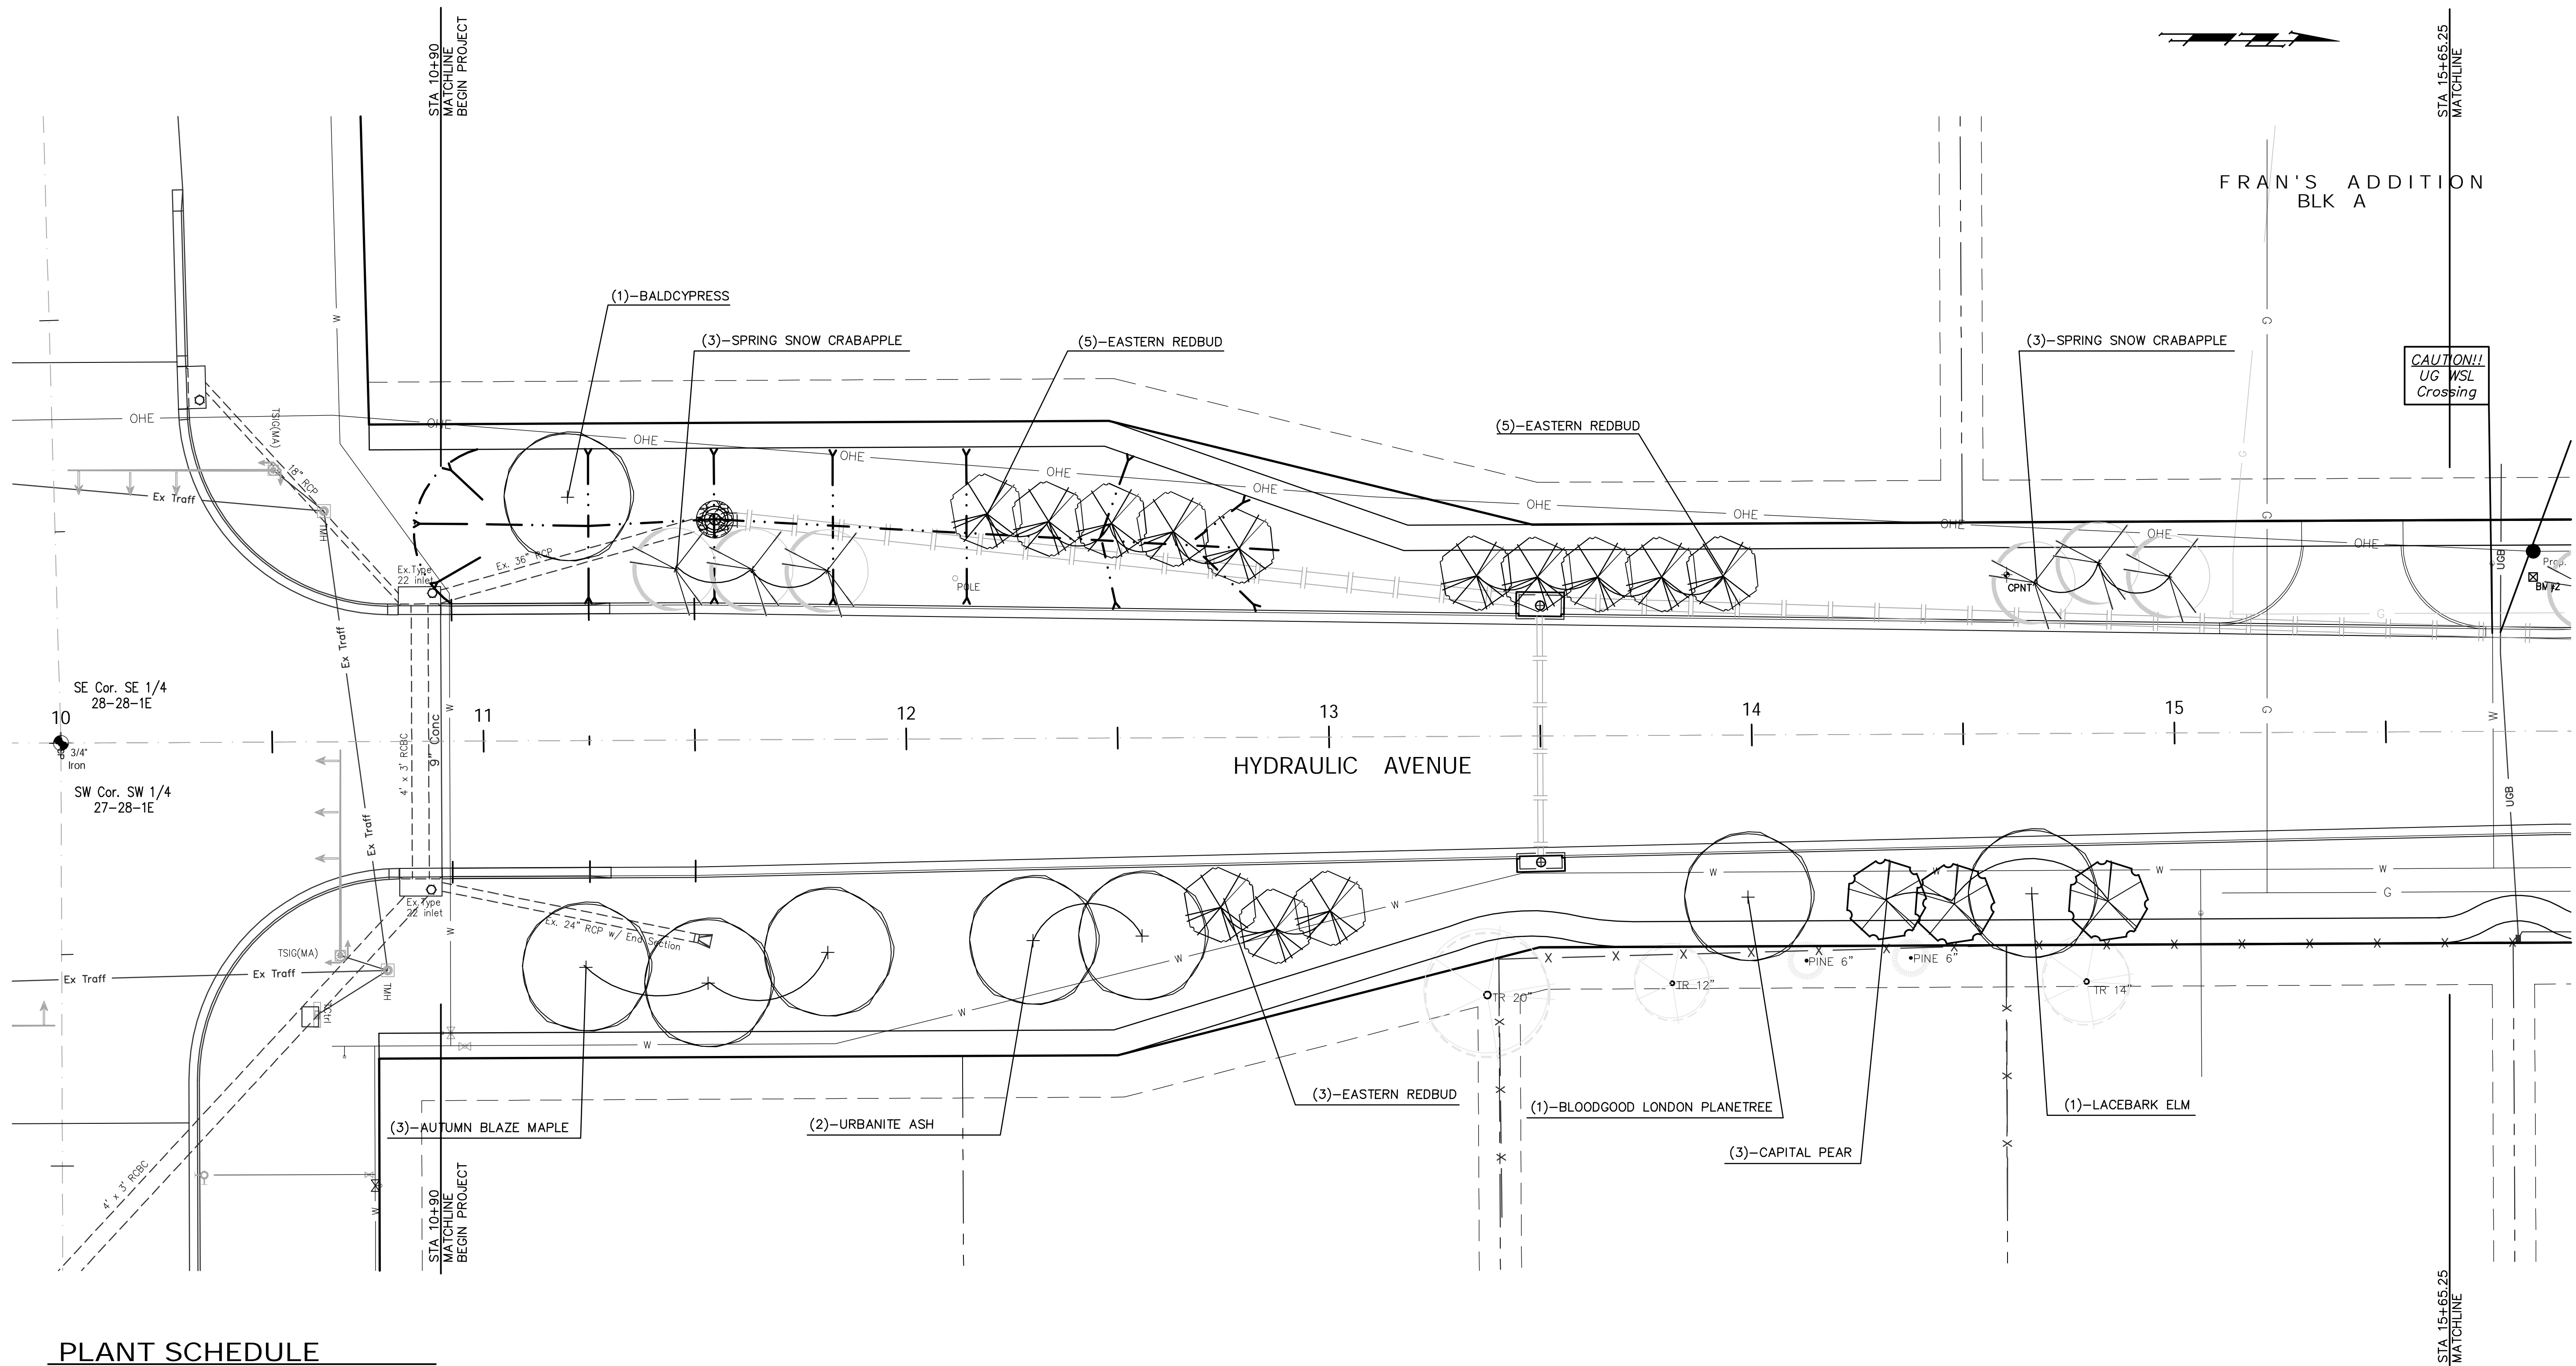 STA 10+90
MATCHLINE
BEGIN PROJECT
STA 15+65.25
MATCHLINE
FRAN'S ADDITION
BLK A
(1)-BALDCYPRESS
(3)-SPRING SNOW CRABAPPLE
(5)-EASTERN REDBUD
(3)-SPRING SNOW CRABAPPLE
CAUTION!!
UG WSL
Crossing
(5)-EASTERN REDBUD
W
G
G
OHE
OHE
OHE
OHE
OHE
OHE
OHE
OHE
OHE
OHE
OHE
TSIG(MA)
18" RCP
Ex Traff
TMH
G
UGB
Ex. 36" RCP
Ex.Type
22 inlet
POLE
CPNT
Prop.
BM #2
G
Ex Traff
SE Cor. SE 1/4
28-28-1E
10
11
12
13
14
15
W
G
W
3/4"
Iron
4' x 3' RCBC
9" Conc
HYDRAULIC AVENUE
SW Cor. SW 1/4
27-28-1E
UGB
Ex Traff
W
W
W
W
G
Ex.Type
22 inlet
Ex. 24" RCP w/ End Section
W
W
W
TSIG(MA)
X X X X X X X X X X X X X X X
PINE 6"
PINE 6"
Ex Traff
Ex Traff
TMH
TR 20"
TR 12"
TR 14"
Ctrl
W
W
X
X
X
X
X
X
(3)-EASTERN REDBUD
(1)-BLOODGOOD LONDON PLANETREE
(1)-LACEBARK ELM
(3)-AUTUMN BLAZE MAPLE
(2)-URBANITE ASH
(3)-CAPITAL PEAR
4' x 3' RCBC
W
STA 10+90
MATCHLINE
BEGIN PROJECT
STA 15+65.25
MATCHLINE
PLANT SCHEDULE